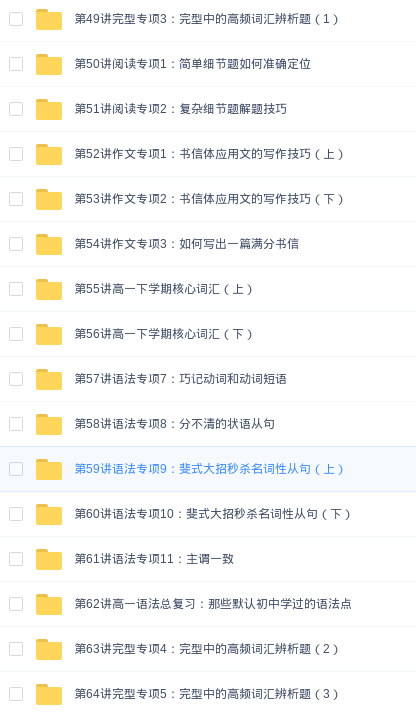 第49讲完型专项3：完型中的高频词汇辨析题（1）
第50讲阅读专项1：简单细节题如何准确定位
第51讲阅读专项2：复杂细节题解题技巧
第52讲作文专项1：书信体应用文的写作技巧（上）
第53讲作文专项2：书信体应用文的写作技巧（下）
第54讲作文专项3：如何写出一篇满分书信
第55讲高一下学期核心词汇（上）
第56讲高一下学期核心词汇（下）
第57讲语法专项7：巧记动词和动词短语
第58讲语法专项8：分不清的状语从句
第59讲语法专项9：斐式大招秒杀名词性从句（上）
第60讲语法专项10：斐式大招秒杀名词性从句（下）
第61讲语法专项11：主谓一致
第62讲高一语法总复习：那些默认初中学过的语法点
第63讲完型专项4：完型中的高频词汇辨析题（2）
第64讲完型专项5：完型中的高频词汇辨析题（3）